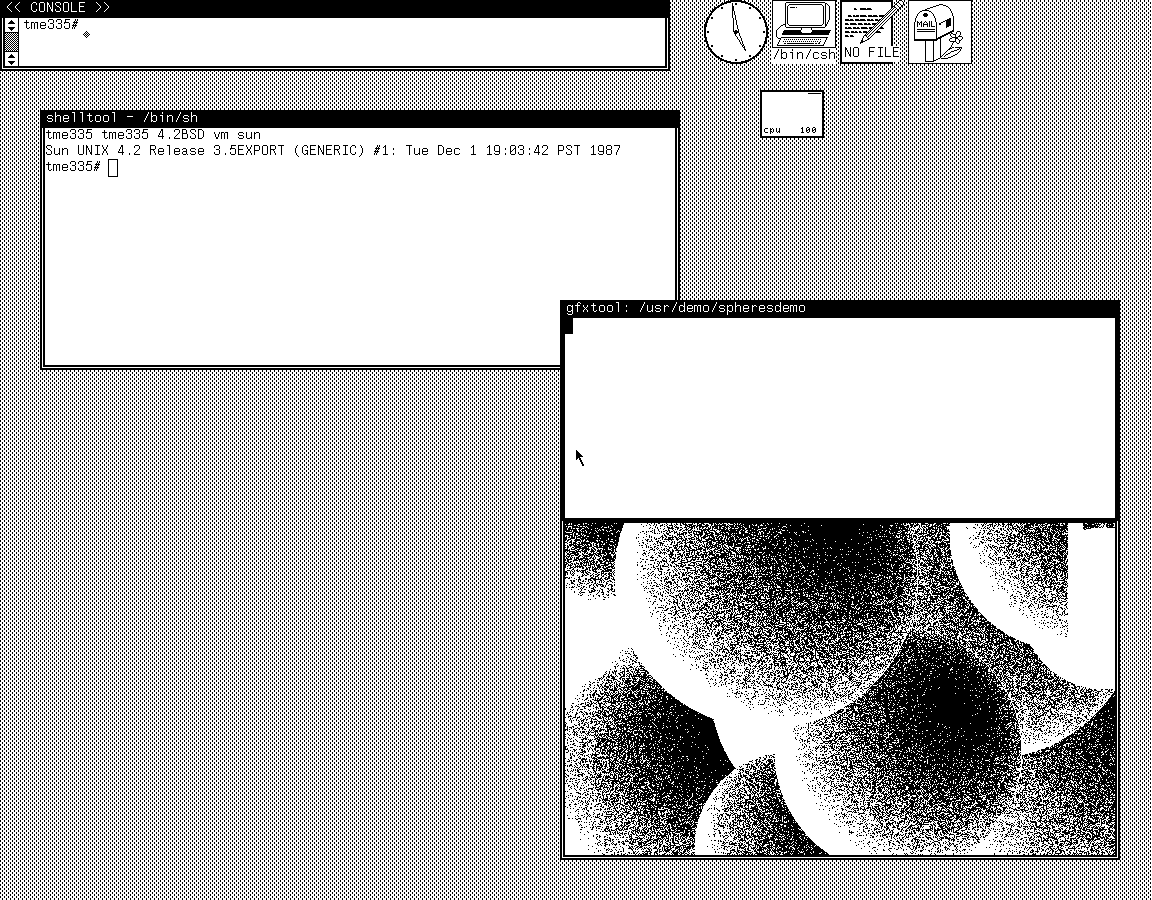 << CONSOLE >>
tme335#
/bin/csh
NO FILE
MAIL
cpu 100
shelltool - /bin/sh
tme335 tme335 4.2BSD vm sun
Sun UNIX 4.2 Release 3.5EXPORT (GENERIC) #1: Tue Dec 1 19:03:42 PST 1987
tme335#
gfxtool: /usr/demo/spheresdemo